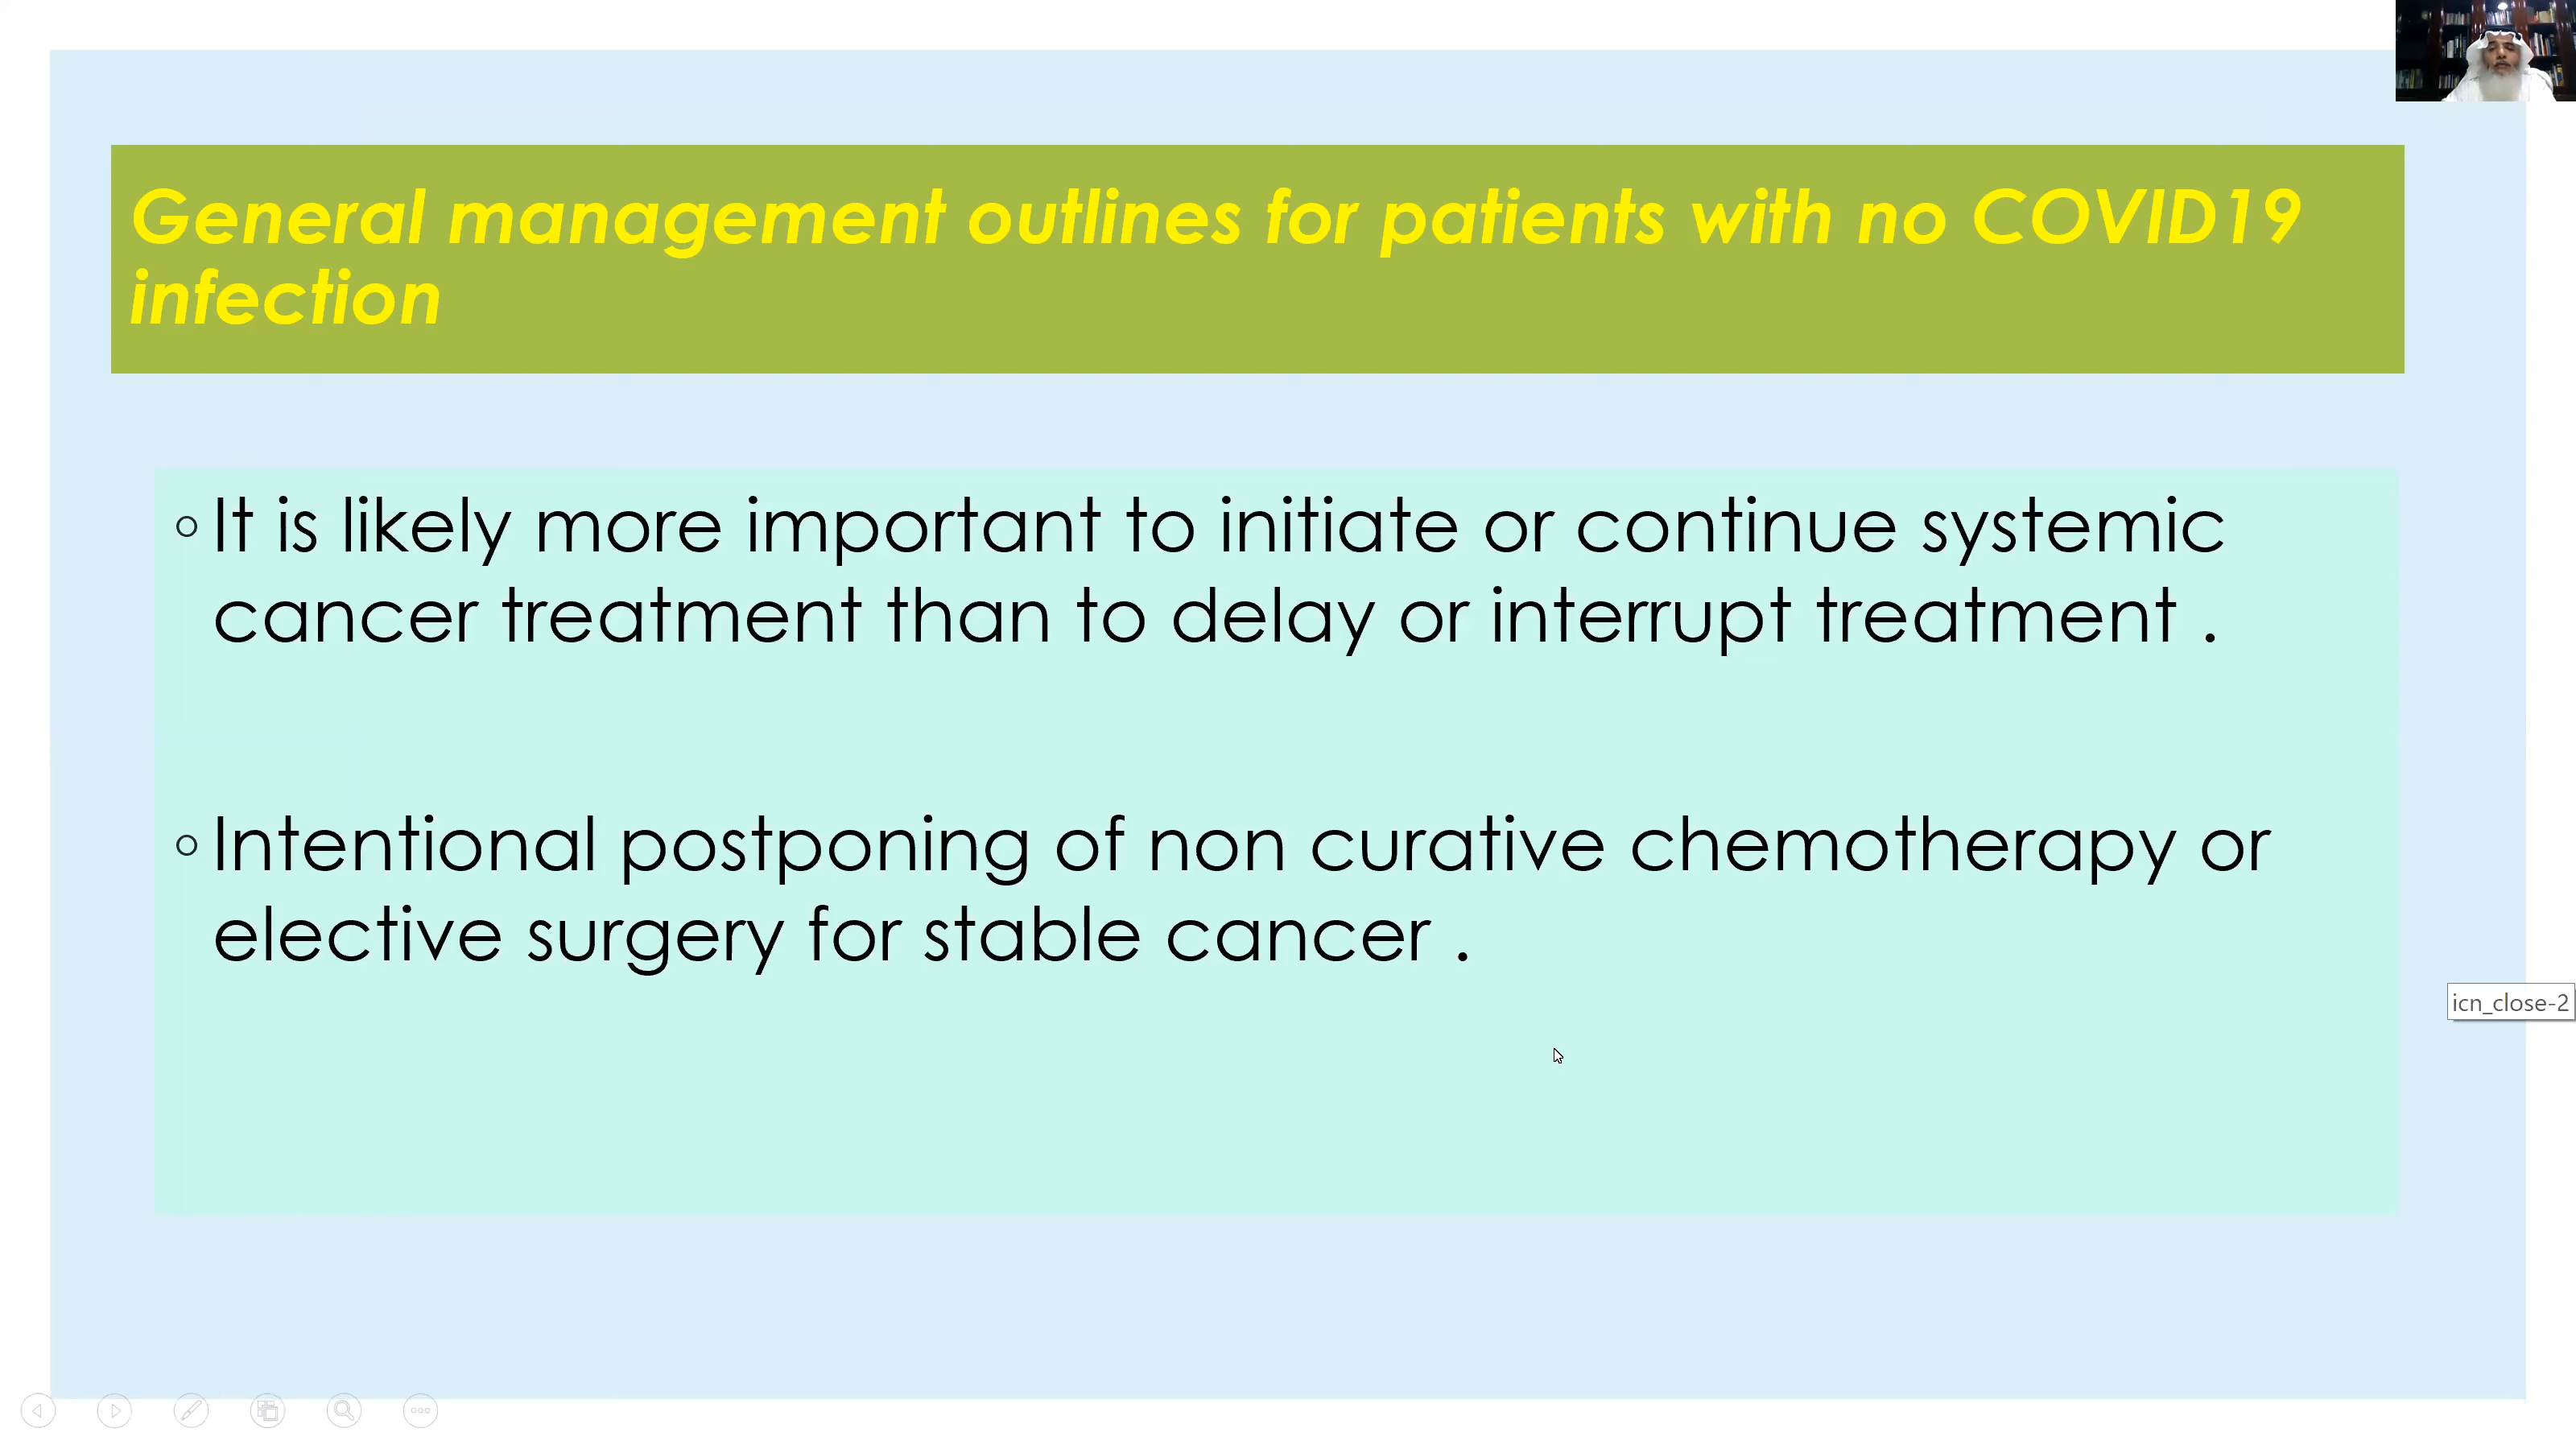 General management outlines for patients with no COVID19
infection
◦ It is likely more important to initiate or continue systemic
cancer treatment than to delay or interrupt treatment .
◦ Intentional postponing of non curative chemotherapy or
elective surgery for stable cancer .
icn_close-2